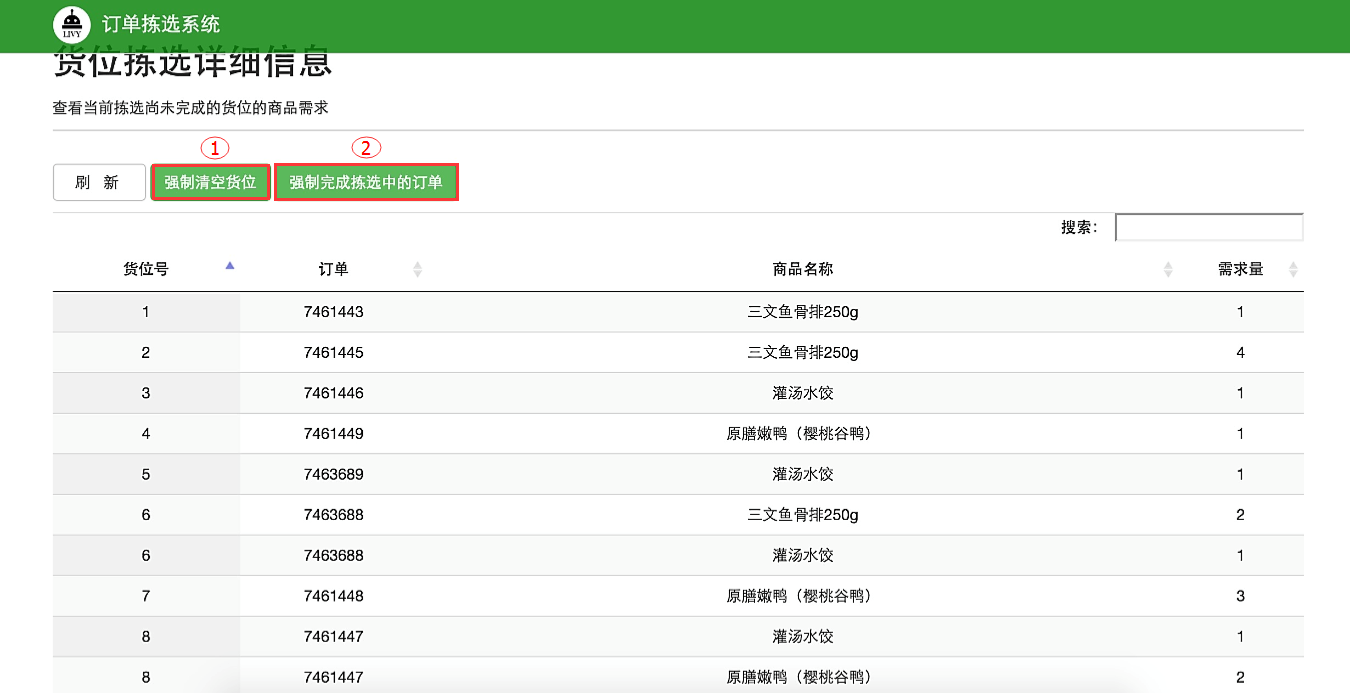 LIVY 订单拣选系统
货位拣选详细信息
查看当前拣选尚未完成的货位的商品需求
① ②
刷 新 强制清空货位 强制完成拣选中的订单
搜索：
货位号 订单 商品名称 需求量
1 7461443 三文鱼骨排250g 1
2 7461445 三文鱼骨排250g 4
3 7461446 灌汤水饺 1
4 7461449 原膳嫩鸭（樱桃谷鸭） 1
5 7463689 灌汤水饺 1
6 7463688 三文鱼骨排250g 2
6 7463688 灌汤水饺 1
7 7461448 原膳嫩鸭（樱桃谷鸭） 3
8 7461447 灌汤水饺 1
8 7461447 原膳嫩鸭（樱桃谷鸭） 2